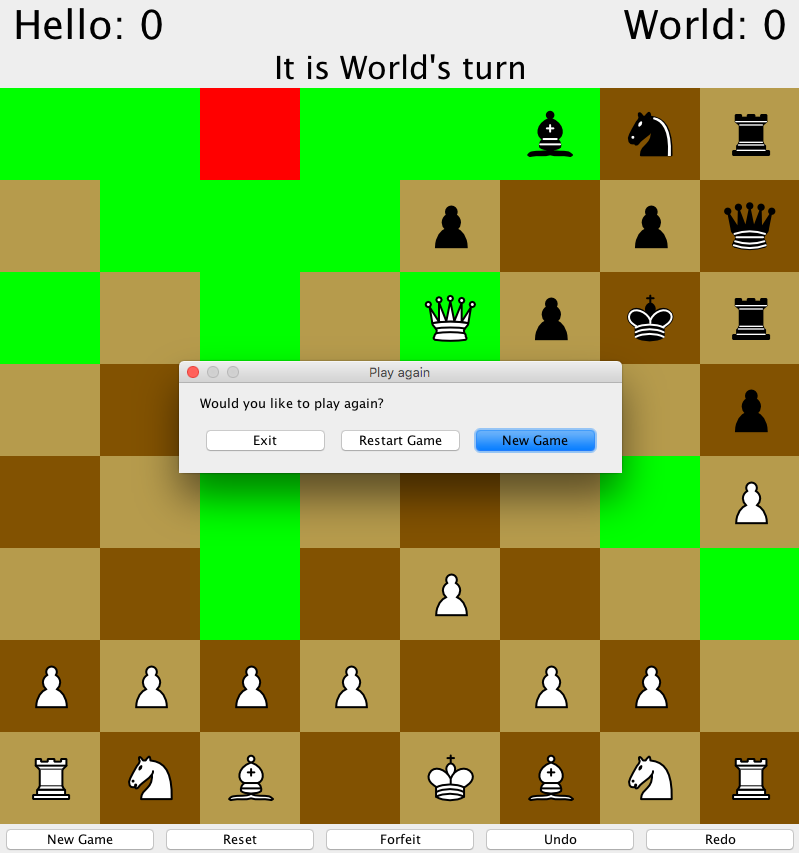 Hello: 0 World: 0
It is World's turn
Play again
Would you like to play again?
Exit Restart Game New Game
New Game Reset Forfeit Undo Redo